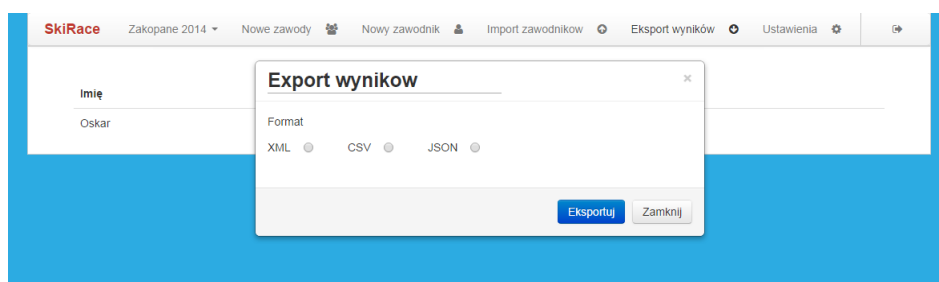 SkiRace Zakopane 2014 Nowe zawody Nowy zawodnik Import zawodnikow Eksport wyników Ustawienia
Export wynikow ×
Imię
Oskar
Format
XML CSV JSON
Eksportuj Zamknij